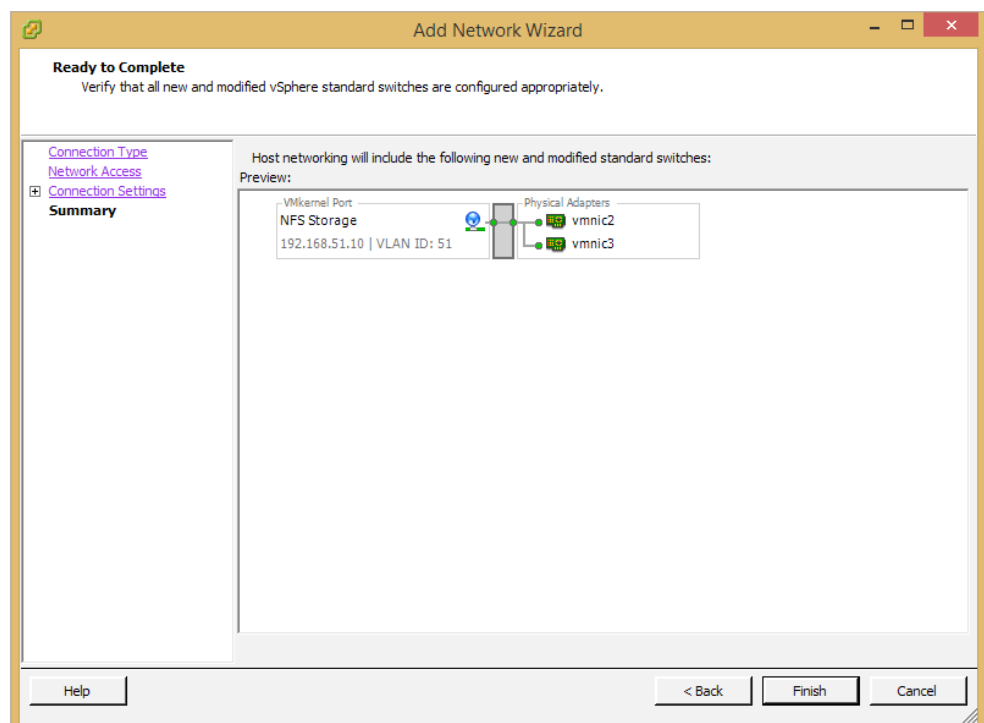 Add Network Wizard
Ready to Complete
Verify that all new and modified vSphere standard switches are configured appropriately.
Connection Type
Network Access
Connection Settings
Summary
Host networking will include the following new and modified standard switches:
Preview:
VMkernel Port
Physical Adapters
NFS Storage
vmnic2
192.168.51.10 | VLAN ID: 51
vmnic3
Help
< Back
Finish
Cancel